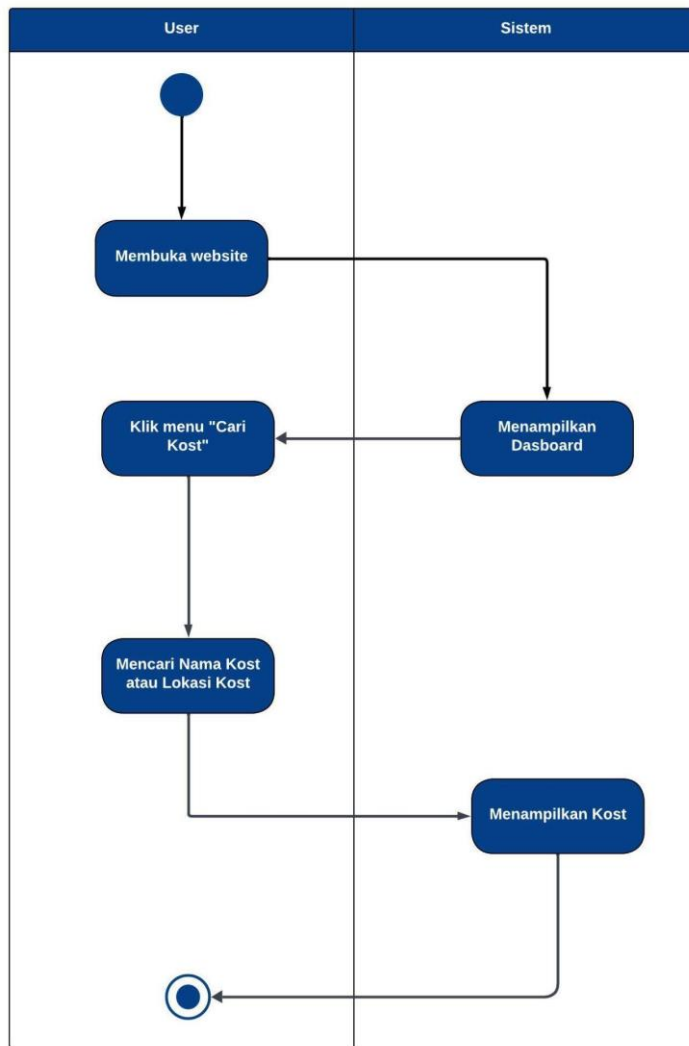 User
Sistem
Membuka website
Klik menu "Cari
Kost"
Menampilkan
Dasboard
Mencari Nama Kost
atau Lokasi Kost
Menampilkan Kost